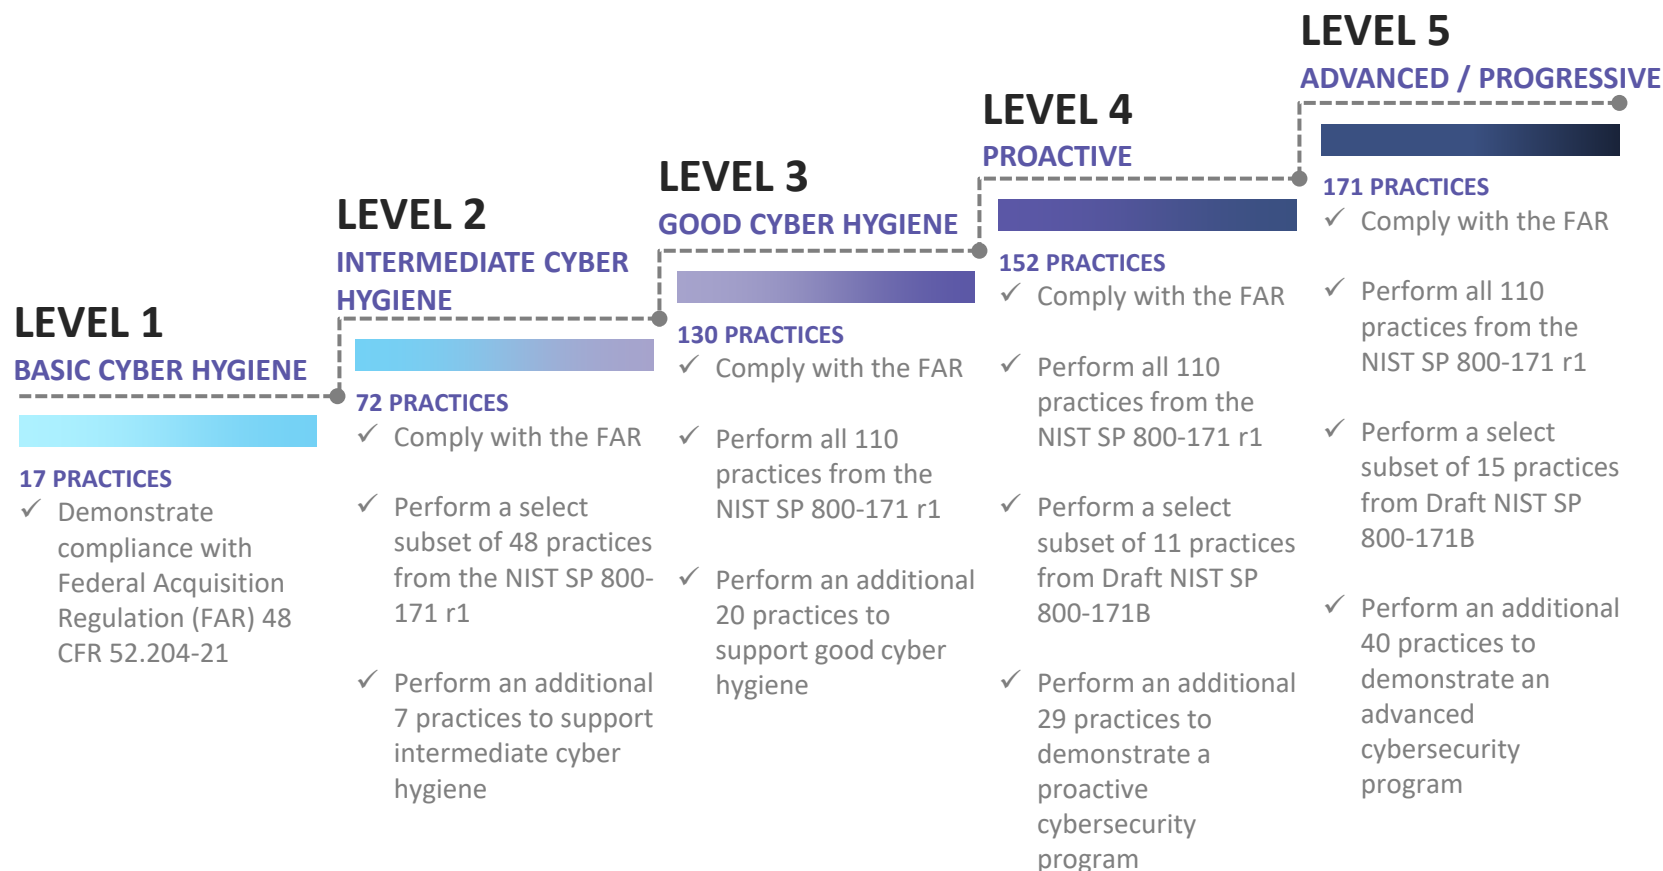 LEVEL 1
BASIC CYBER HYGIENE
17 PRACTICES
✓ Demonstrate
compliance with
Federal Acquisition
Regulation (FAR) 48
CFR 52.204-21
LEVEL 2
INTERMEDIATE CYBER
HYGIENE
72 PRACTICES
✓ Comply with the FAR
✓ Perform a select
subset of 48 practices
from the NIST SP 800-
171 r1
✓ Perform an additional
7 practices to support
intermediate cyber
hygiene
LEVEL 3
GOOD CYBER HYGIENE
130 PRACTICES
✓ Comply with the FAR
✓ Perform all 110
practices from the
NIST SP 800-171 r1
✓ Perform an additional
20 practices to
support good cyber
hygiene
LEVEL 4
PROACTIVE
152 PRACTICES
✓ Comply with the FAR
✓ Perform all 110
practices from the
NIST SP 800-171 r1
✓ Perform a select
subset of 11 practices
from Draft NIST SP
800-171B
✓ Perform an additional
29 practices to
demonstrate a
proactive
cybersecurity
program
LEVEL 5
ADVANCED / PROGRESSIVE
171 PRACTICES
✓ Comply with the FAR
✓ Perform all 110
practices from the
NIST SP 800-171 r1
✓ Perform a select
subset of 15 practices
from Draft NIST SP
800-171B
✓ Perform an additional
40 practices to
demonstrate an
advanced
cybersecurity
program